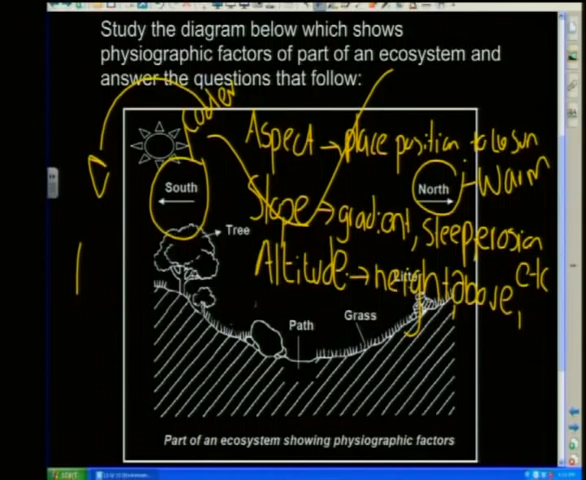 Study the diagram below which shows
physiographic factors of part of an ecosystem and
answer the questions that follow:
cooler
Aspect → place position to sun
South
North
warm
Slope → gradient, steep, erosion
etc
Tree
Altitude → height above,
Path
Grass
Part of an ecosystem showing physiographic factors